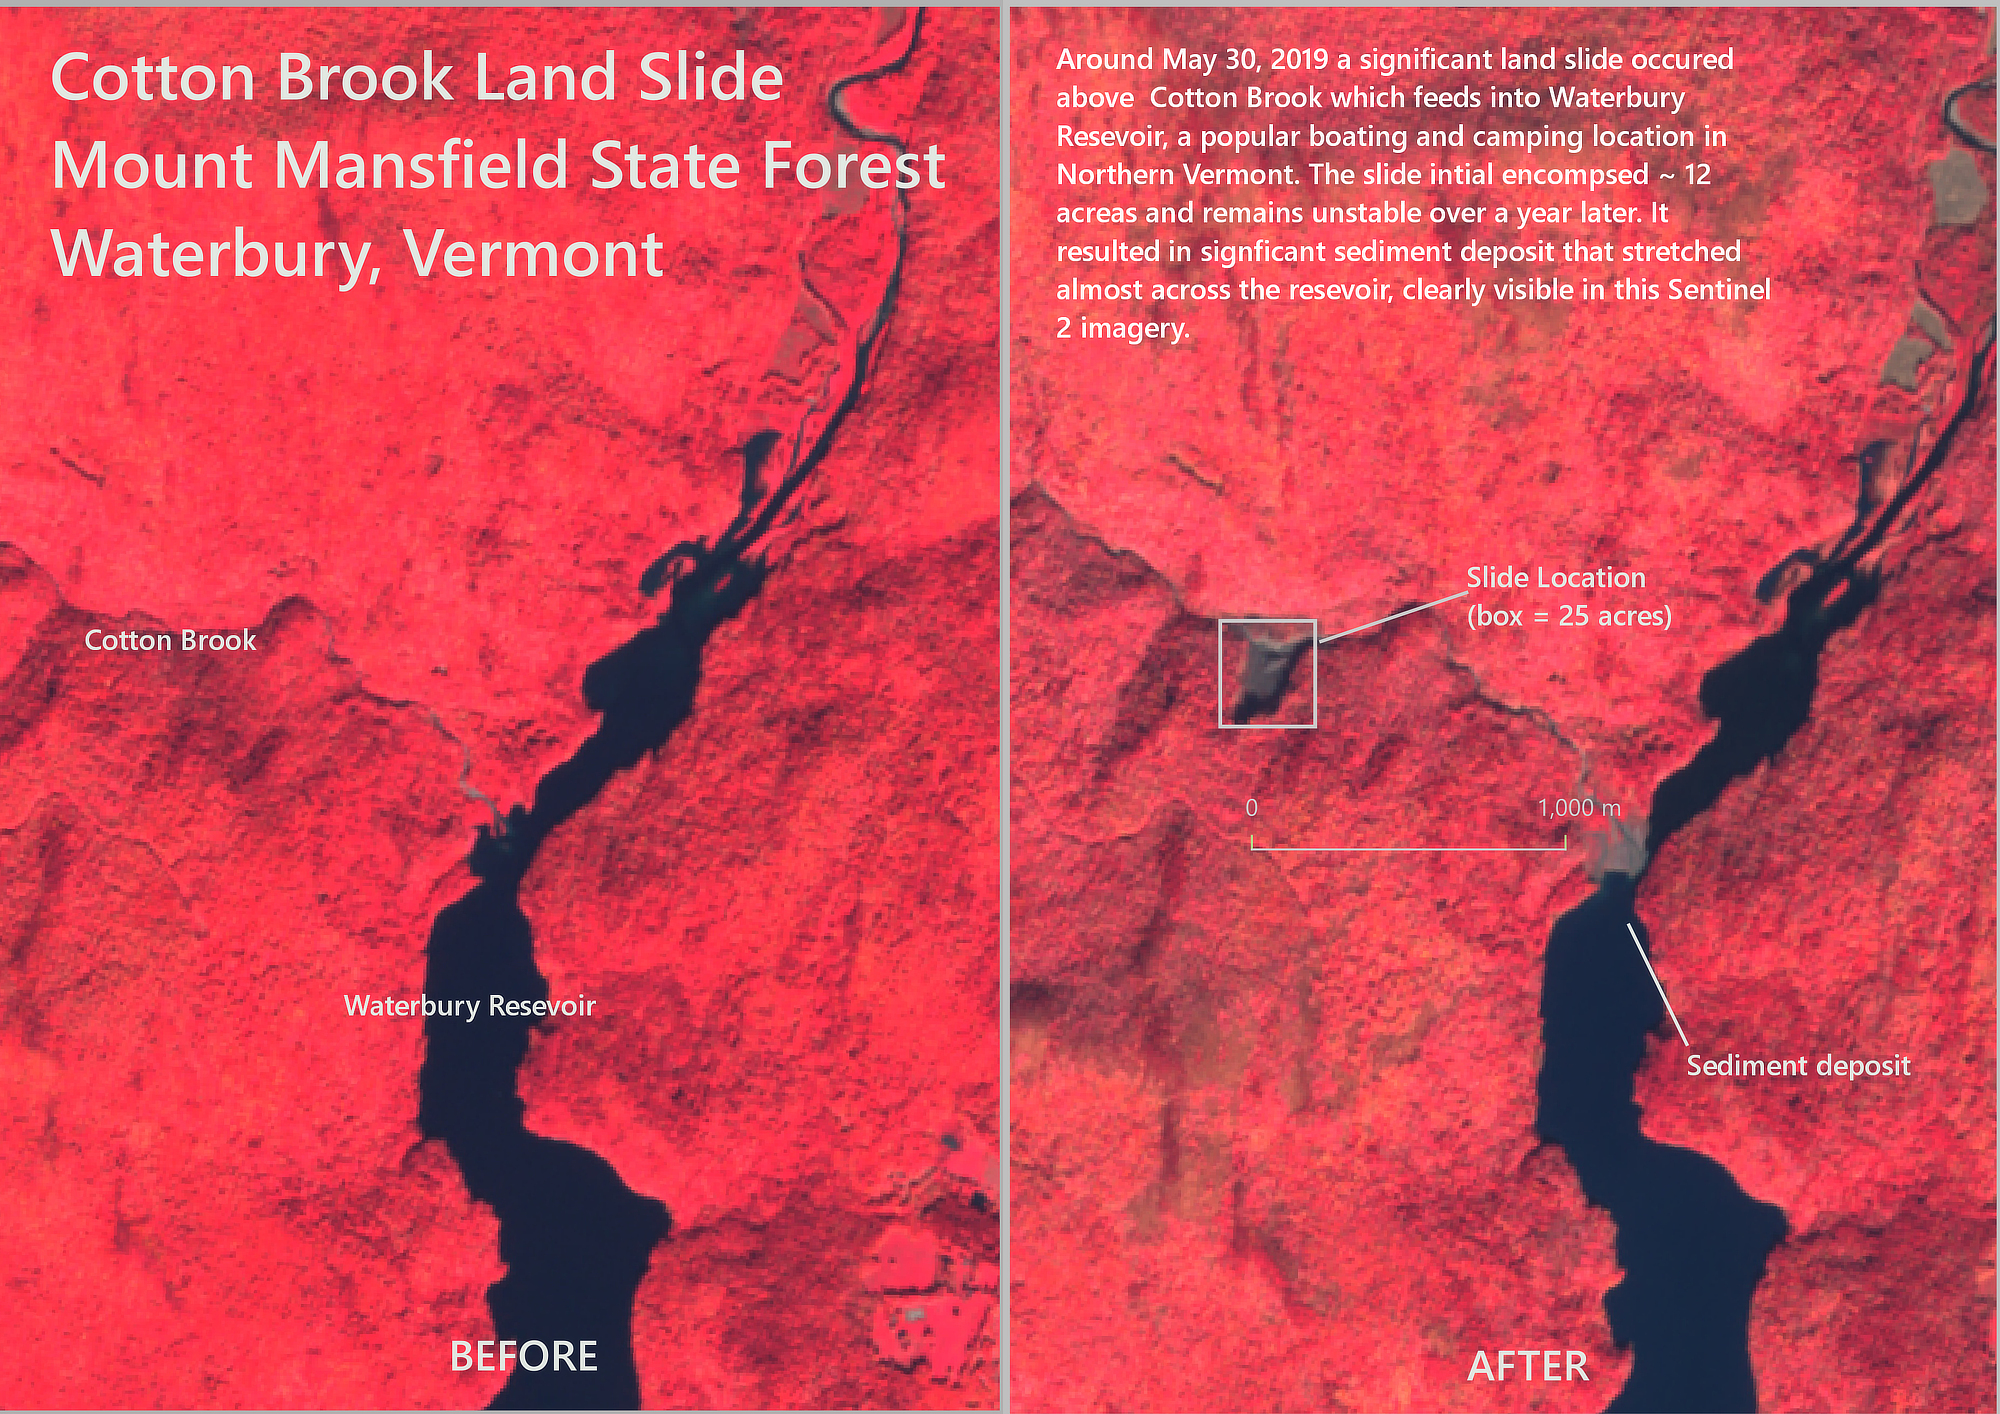 Cotton Brook Land Slide
Mount Mansfield State Forest
Waterbury, Vermont
Cotton Brook
Waterbury Resevoir
BEFORE
Around May 30, 2019 a significant land slide occured
above  Cotton Brook which feeds into Waterbury
Resevoir, a popular boating and camping location in
Northern Vermont. The slide intial encompsed ~ 12
acreas and remains unstable over a year later. It
resulted in signficant sediment deposit that stretched
almost across the resevoir, clearly visible in this Sentinel
2 imagery.
Slide Location
(box = 25 acres)
0 1,000 m
Sediment deposit
AFTER